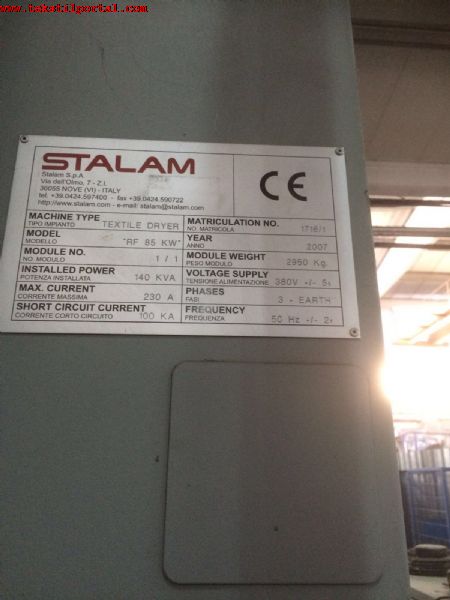 www.tekstilportal.com
STALAM
Stalam S.p.A.
Via dell'Olmo, 7 - Z.I.
36055 NOVE (VI) - ITALY
tel. +39.0424.597400 - fax +39.0424.590722
http://www.stalam.com - e-mail: stalam@stalam.com
CE
MACHINE TYPE
TIPO IMPIANTO
TEXTILE DRYER
MATRICULATION NO.
NO. MATRICOLA
1716/1
MODEL
MODELLO
"RF 85 KW"
YEAR
ANNO
2007
MODULE NO.
NO. MODULO
1 / 1
MODULE WEIGHT
PESO MODULO
2950 Kg.
INSTALLED POWER
POTENZA INSTALLATA
140 KVA
VOLTAGE SUPPLY
TENSIONE ALIMENTAZIONE
380V +/- 5%
MAX. CURRENT
CORRENTE MASSIMA
230 A
PHASES
FASI
3 - EARTH
SHORT CIRCUIT CURRENT
CORRENTE CORTO CIRCUITO
100 KA
FREQUENCY
FREQUENZA
50 Hz +/- 2%